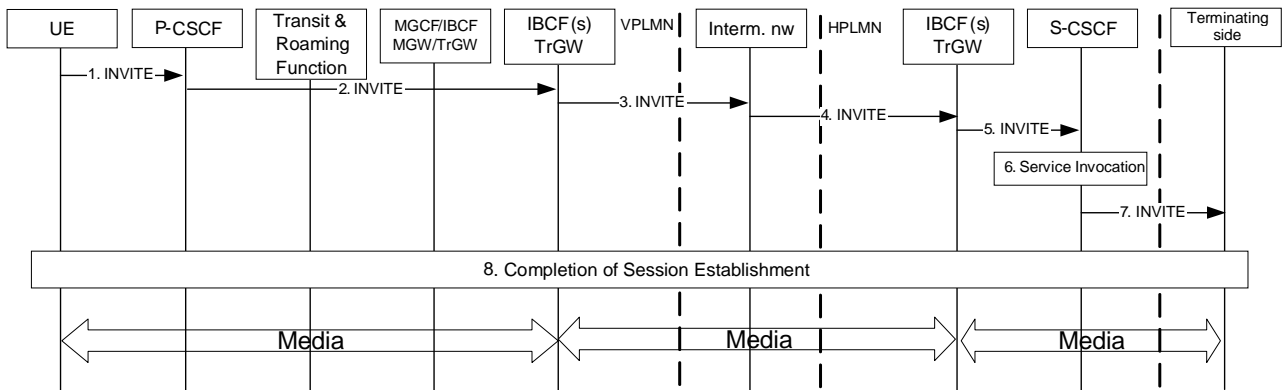 UE
P-CSCF
Transit &
Roaming
Function
MGCF/IBCF
MGW/TrGW
IBCF(s)
TrGW
VPLMN
Interm. nw
HPLMN
IBCF(s)
TrGW
S-CSCF
Terminating
side
1. INVITE
2. INVITE
3. INVITE
4. INVITE
5. INVITE
6. Service Invocation
7. INVITE
8. Completion of Session Establishment
Media
Media
Media